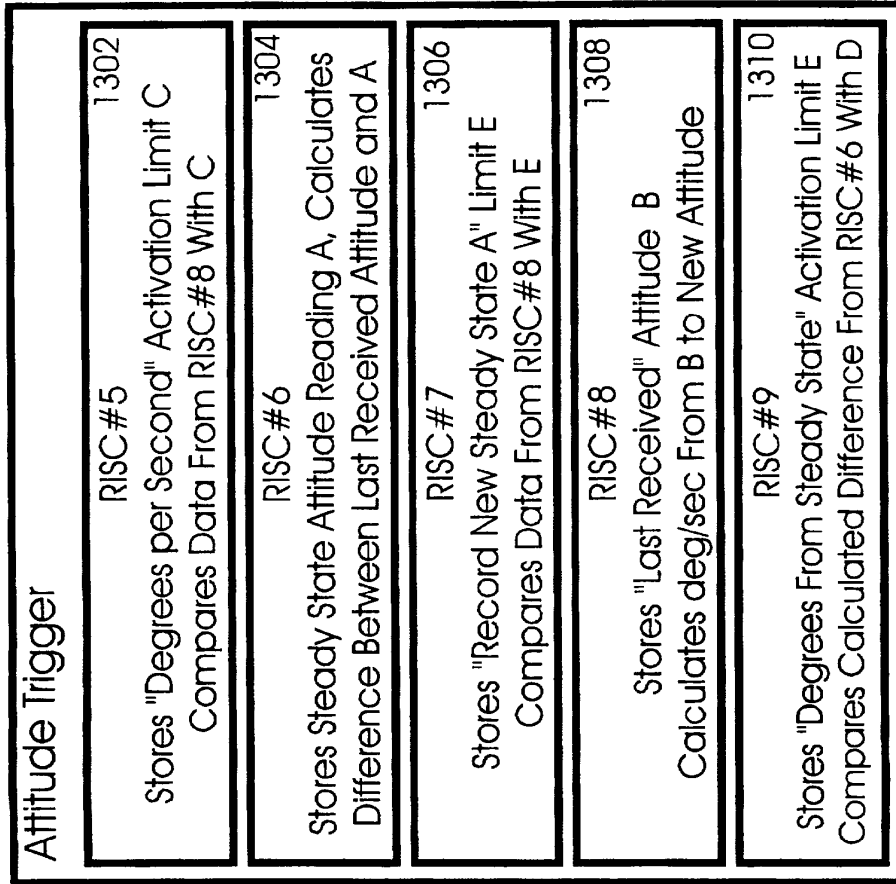 Attitude Trigger
RISC#5 1302
Stores "Degrees per Second" Activation Limit C
Compares Data From RISC#8 With C
RISC#6 1304
Stores Steady State Attitude Reading A, Calculates
Difference Between Last Received Attitude and A
RISC#7 1306
Stores "Record New Steady State A" Limit E
Compares Data From RISC#8 With E
RISC#8 1308
Stores "Last Received" Attitude B
Calculates deg/sec From B to New Attitude
RISC#9 1310
Stores "Degrees From Steady State" Activation Limit E
Compares Calculated Difference From RISC#6 With D